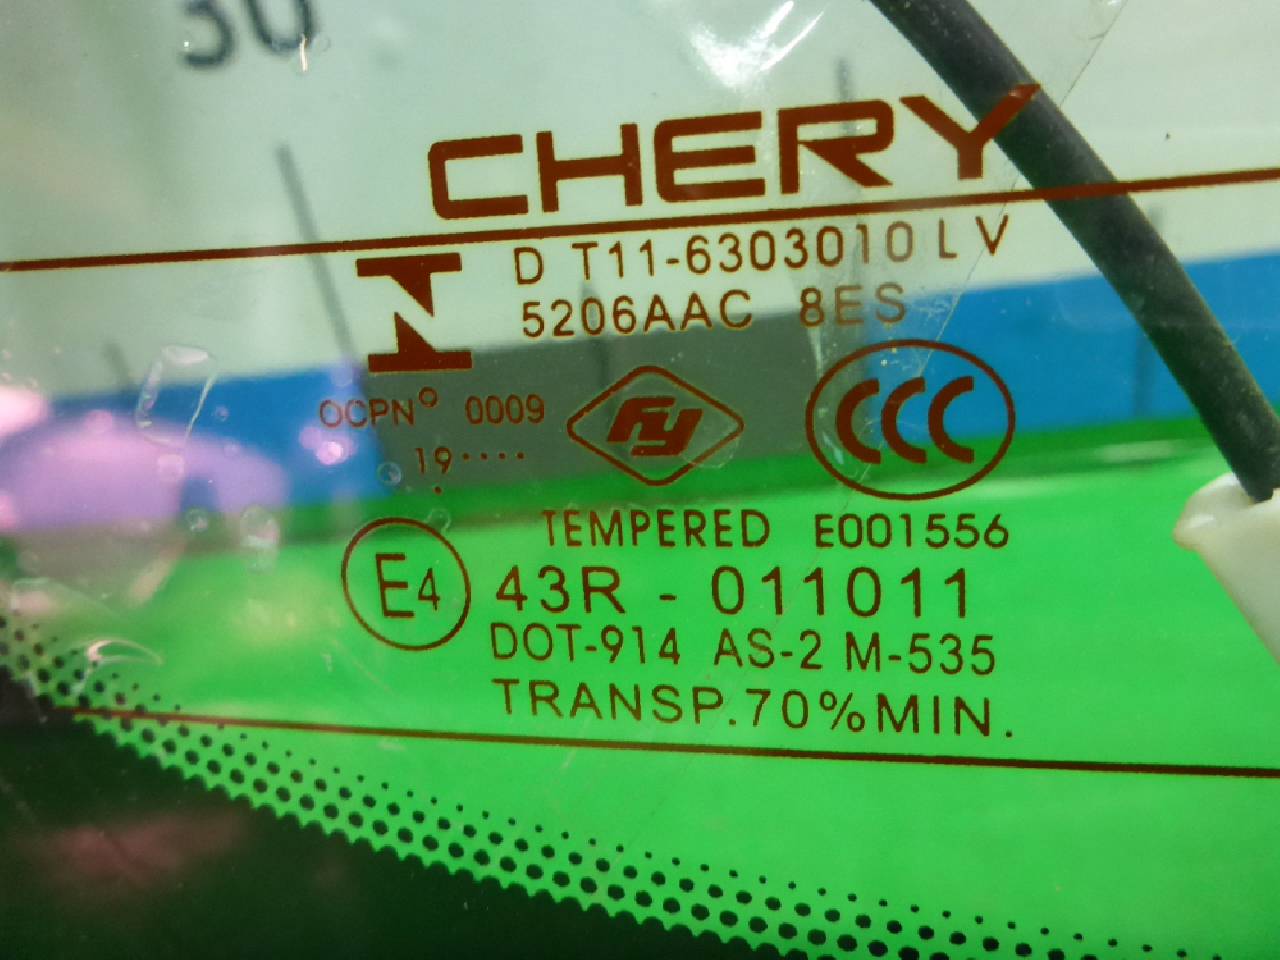 30
CHERY
D T11-6303010 L V
5206AAC 8ES
OCPN° 0009
19····
.
FY
CCC
TEMPERED E001556
E4
43R - 011011
DOT-914 AS-2 M-535
TRANSP.70%MIN.